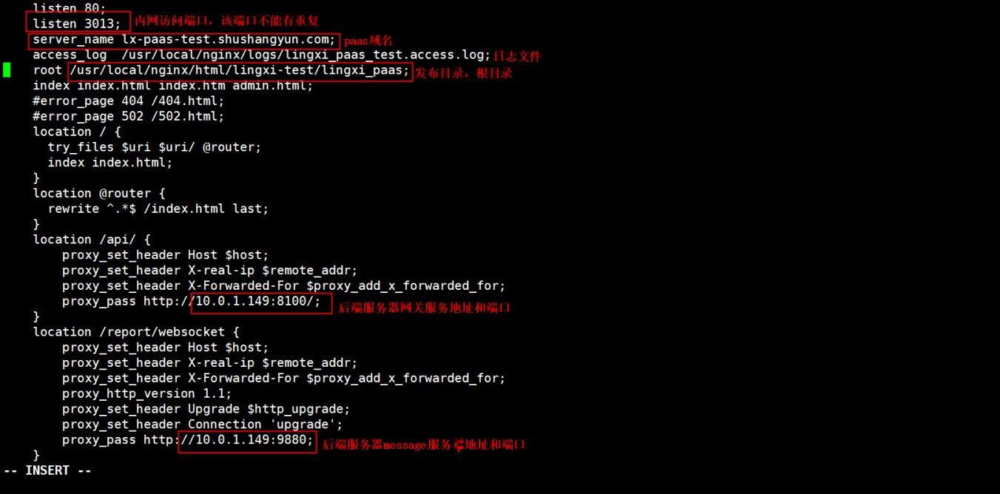 listen 80;
listen 3013; 内网访问端口，该端口不能有重复
server_name lx-paas-test.shushangyun.com; paas域名
access_log  /usr/local/nginx/logs/lingxi_paas_test.access.log; 日志文件
root /usr/local/nginx/html/lingxi-test/lingxi_paas; 发布目录，根目录
index index.html index.htm admin.html;
#error_page 404 /404.html;
#error_page 502 /502.html;
location / {
try_files $uri $uri/ @router;
index index.html;
}
location @router {
rewrite ^.*$ /index.html last;
}
location /api/ {
proxy_set_header Host $host;
proxy_set_header X-real-ip $remote_addr;
proxy_set_header X-Forwarded-For $proxy_add_x_forwarded_for;
proxy_pass http://10.0.1.149:8100/; 后端服务器网关服务地址和端口
}
location /report/websocket {
proxy_set_header Host $host;
proxy_set_header X-real-ip $remote_addr;
proxy_set_header X-Forwarded-For $proxy_add_x_forwarded_for;
proxy_http_version 1.1;
proxy_set_header Upgrade $http_upgrade;
proxy_set_header Connection 'upgrade';
proxy_pass http://10.0.1.149:9880; 后端服务器message服务 地址和端口
}
-- INSERT --